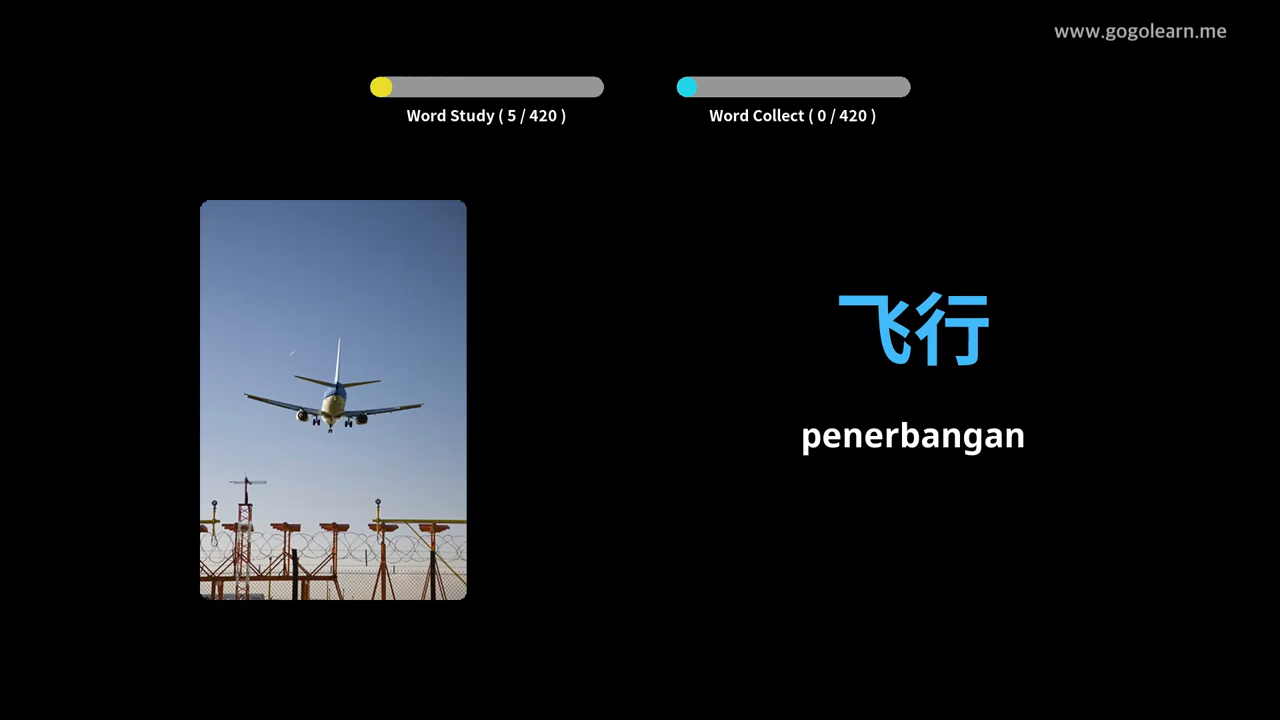 www.gogolearn.me
Word Study ( 5 / 420 )
Word Collect ( 0 / 420 )
飞行
penerbangan